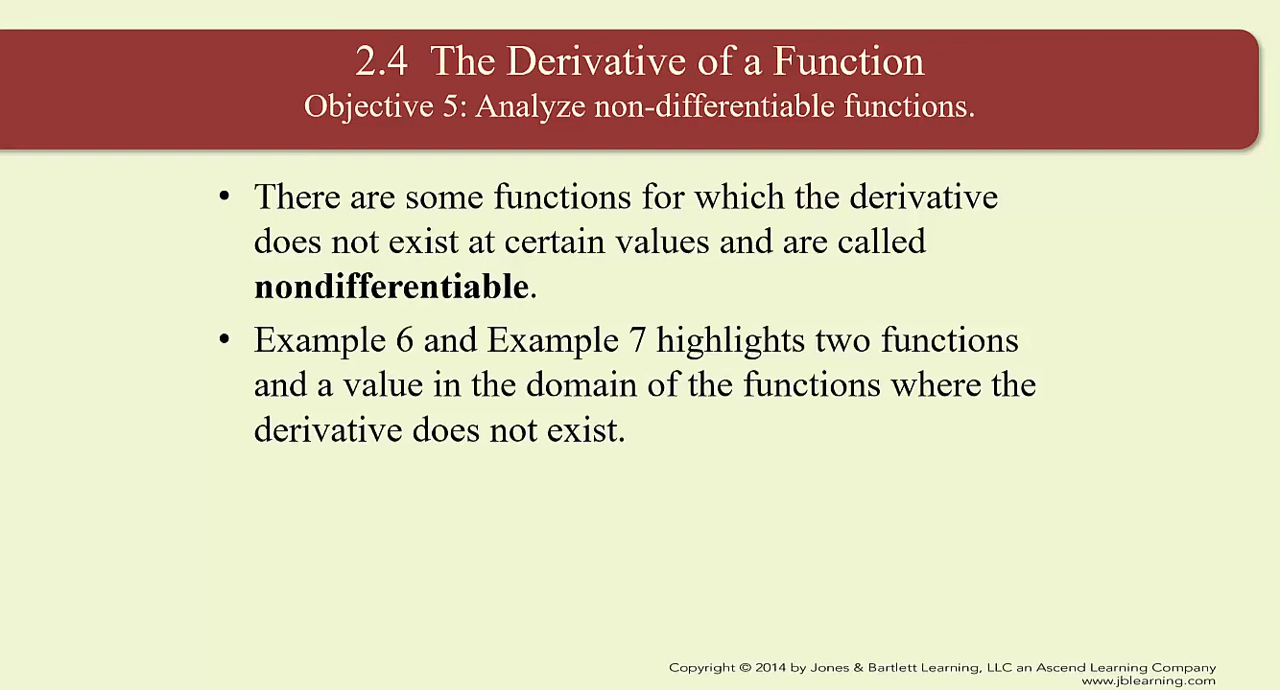 2.4 The Derivative of a Function
Objective 5: Analyze non-differentiable functions.
• There are some functions for which the derivative
does not exist at certain values and are called
nondifferentiable.
• Example 6 and Example 7 highlights two functions
and a value in the domain of the functions where the
derivative does not exist.
Copyright © 2014 by Jones & Bartlett Learning, LLC an Ascend Learning Company
www.jblearning.com